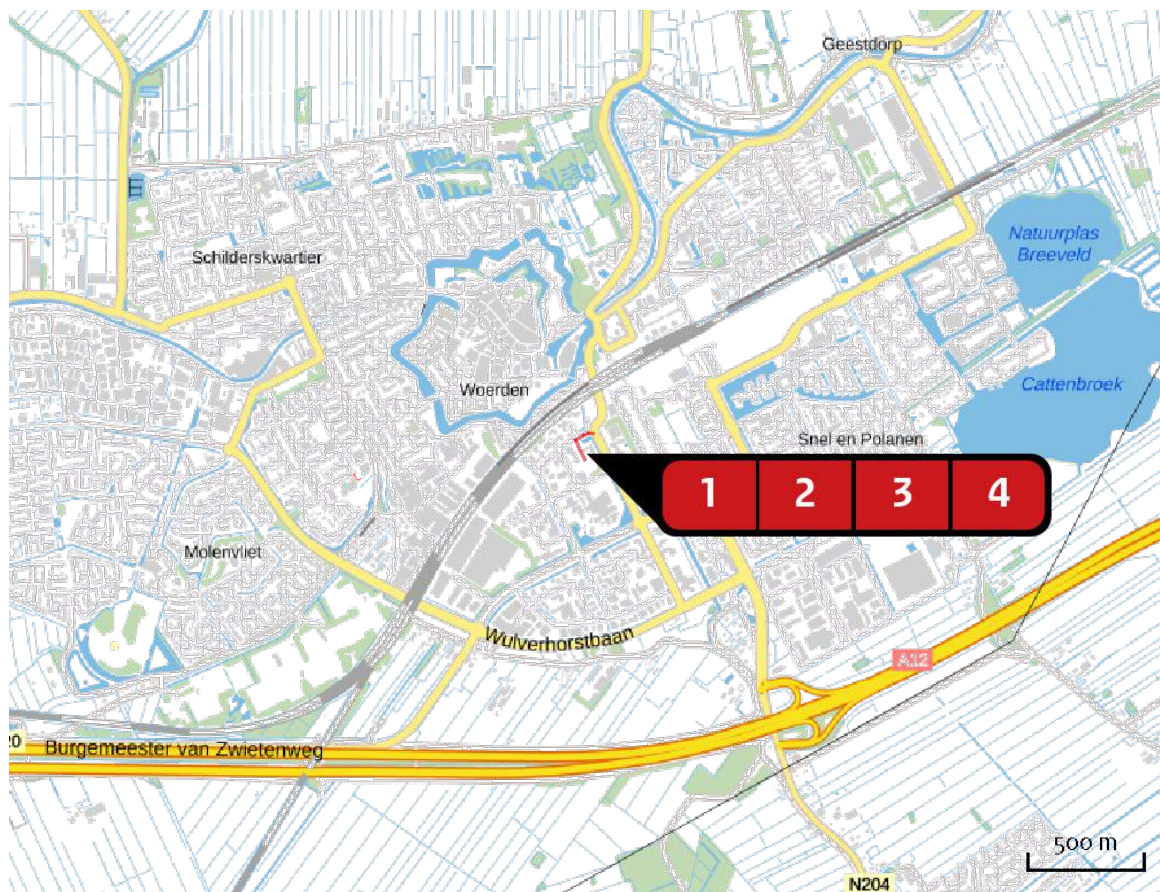 Geestdorp
Natuurplas
Breeveld
Schilderskwartier
Cattenbroek
Woerden
Snel en Polanen
1 2 3 4
Molenvliet
Wulverhorstbaan
A12
20
Burgemeester van Zwietenweg
500 m
N204